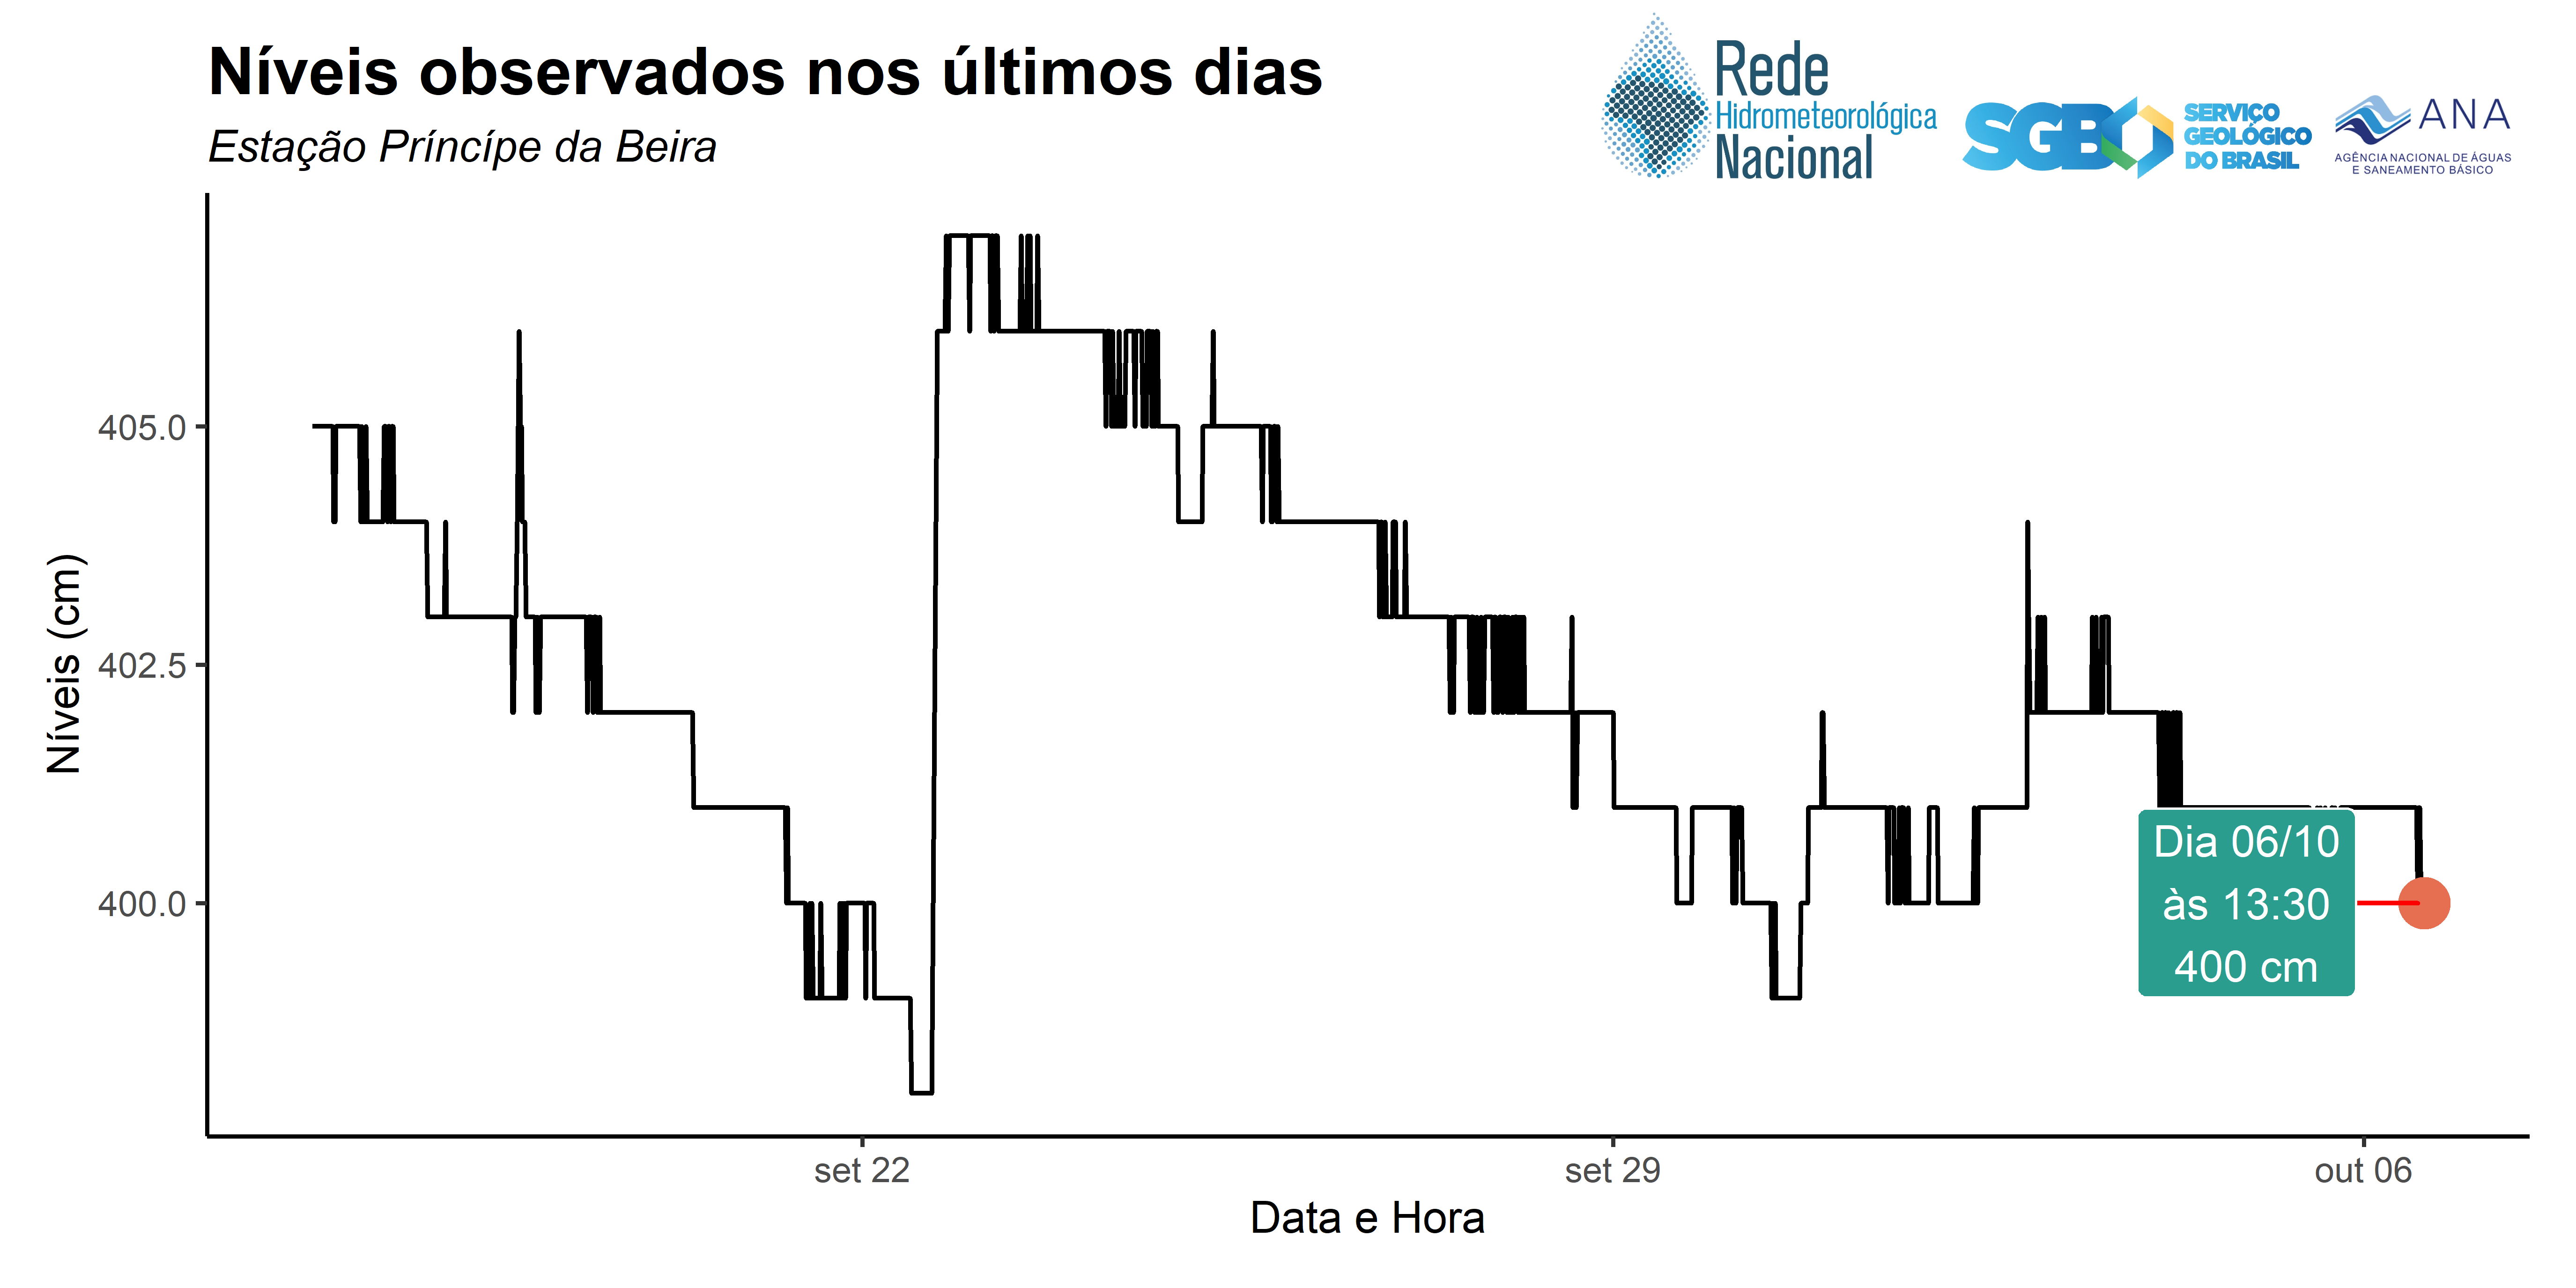 Níveis observados nos últimos dias
Estação Príncípe da Beira
Rede
Hidrometeorológica
Nacional
SGB
SERVIÇO
GEOLÓGICO
DO BRASIL
ANA
AGÊNCIA NACIONAL DE ÁGUAS
E SANEAMENTO BÁSICO
Níveis (cm)
405.0
402.5
400.0
Dia 06/10
às 13:30
400 cm
set 22
set 29
out 06
Data e Hora